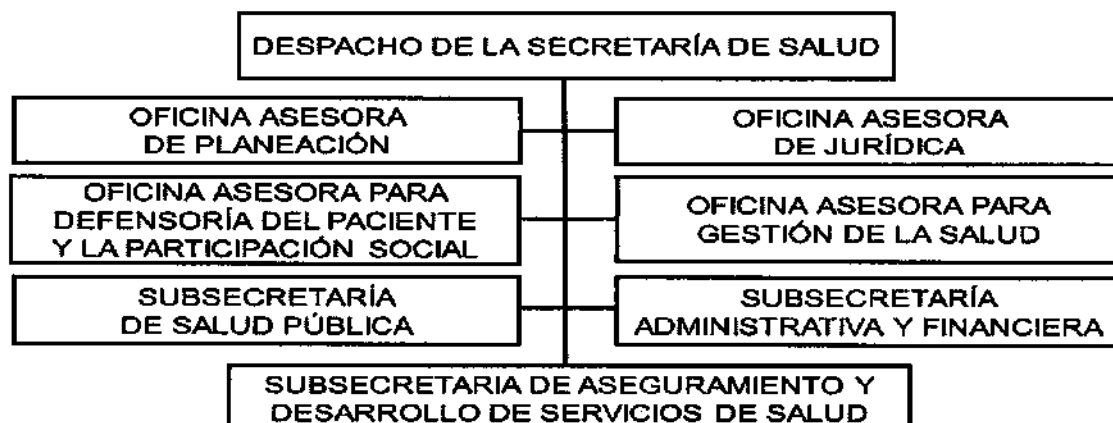 DESPACHO DE LA SECRETARÍA DE SALUD
OFICINA ASESORA
DE PLANEACIÓN
OFICINA ASESORA
DE JURÍDICA
OFICINA ASESORA PARA
DEFENSORÍA DEL PACIENTE
Y LA PARTICIPACIÓN SOCIAL
OFICINA ASESORA PARA
GESTIÓN DE LA SALUD
SUBSECRETARÍA
DE SALUD PÚBLICA
SUBSECRETARÍA
ADMINISTRATIVA Y FINANCIERA
SUBSECRETARIA DE ASEGURAMIENTO Y
DESARROLLO DE SERVICIOS DE SALUD